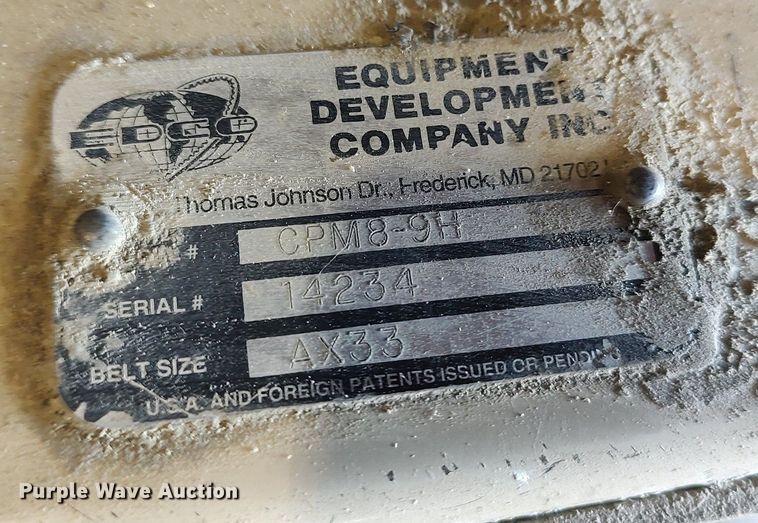 EDCO
EQUIPMENT
DEVELOPMENT
COMPANY INC
Thomas Johnson Dr., Frederick, MD 21702
# CPM8-9H
SERIAL # 14234
BELT SIZE AX33
U.S.A. AND FOREIGN PATENTS ISSUED OR PENDING
Purple Wave Auction